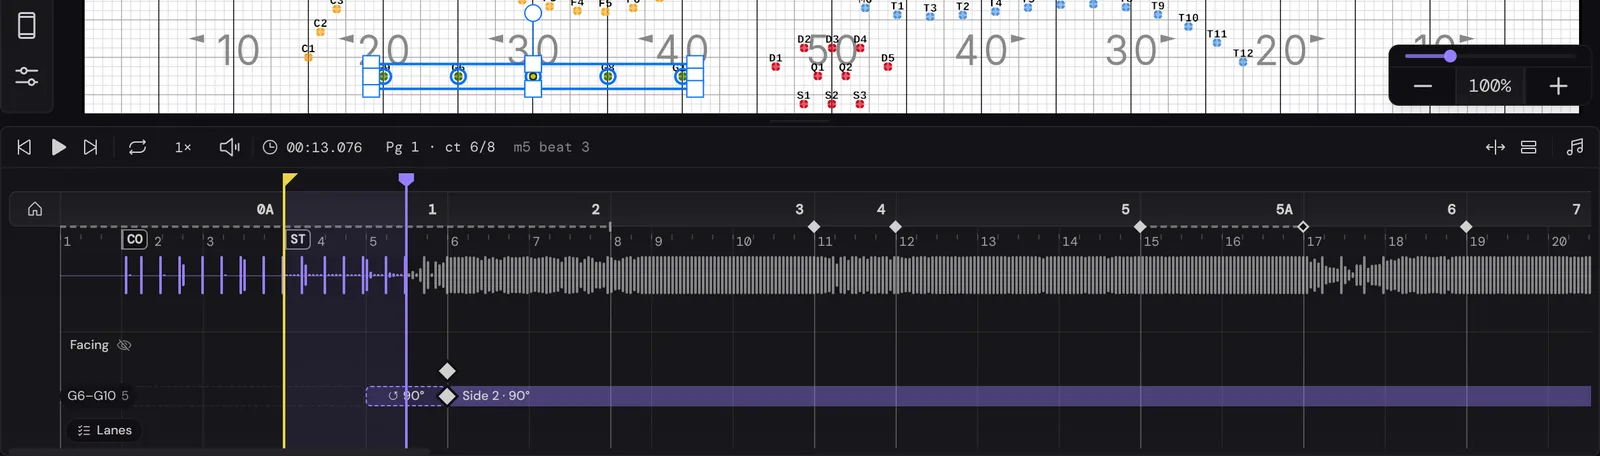 C3 F4 F5 F6 T1 T3 T2 T4 T9
C2 T10
C1 D2 D3 D4 T11
10 20 30 40 50 40 30 20 10
T12
D1 Q1 Q2 D5
S1 S2 S3
100%
1× 00:13.076 Pg 1 · ct 6/8 m5 beat 3
0A 1 2 3 4 5 5A 6 7
1 CO 2 3 ST 4 5 6 7 8 9 10 11 12 13 14 15 16 17 18 19 20
Facing
G6–G10 5 90° Side 2 · 90°
Lanes